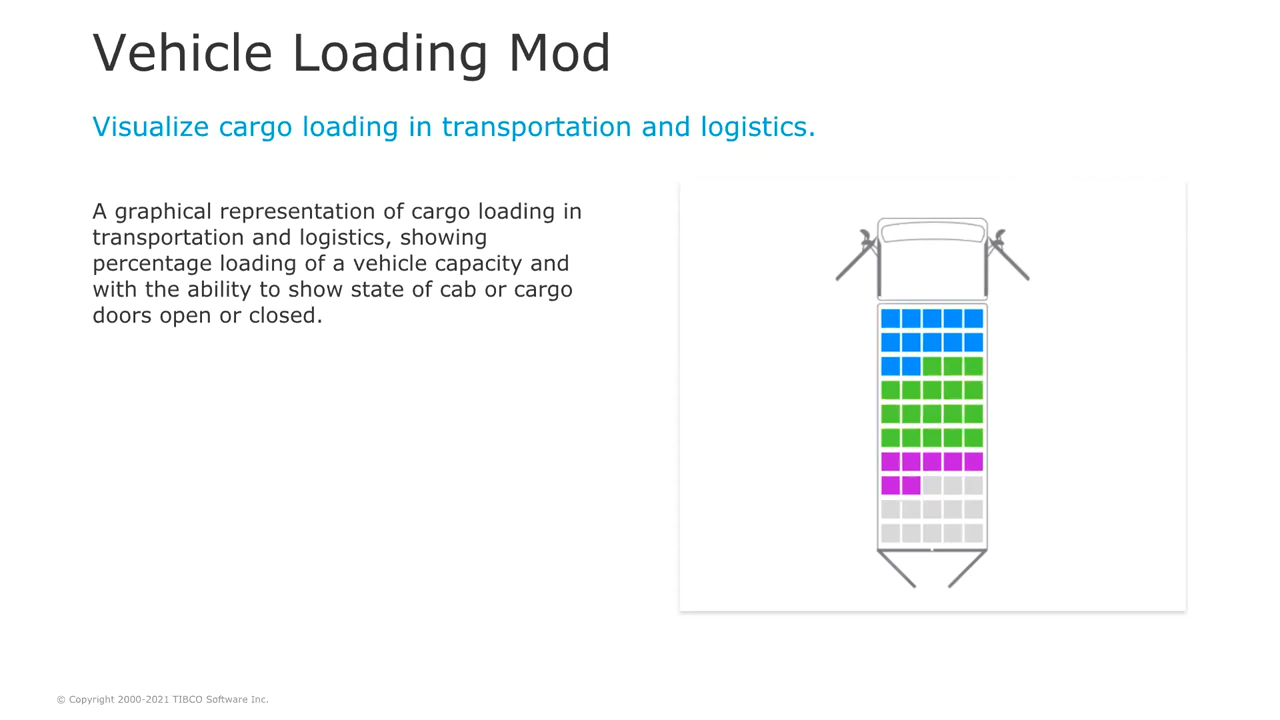 Vehicle Loading Mod
Visualize cargo loading in transportation and logistics.
A graphical representation of cargo loading in
transportation and logistics, showing
percentage loading of a vehicle capacity and
with the ability to show state of cab or cargo
doors open or closed.
© Copyright 2000-2021 TIBCO Software Inc.